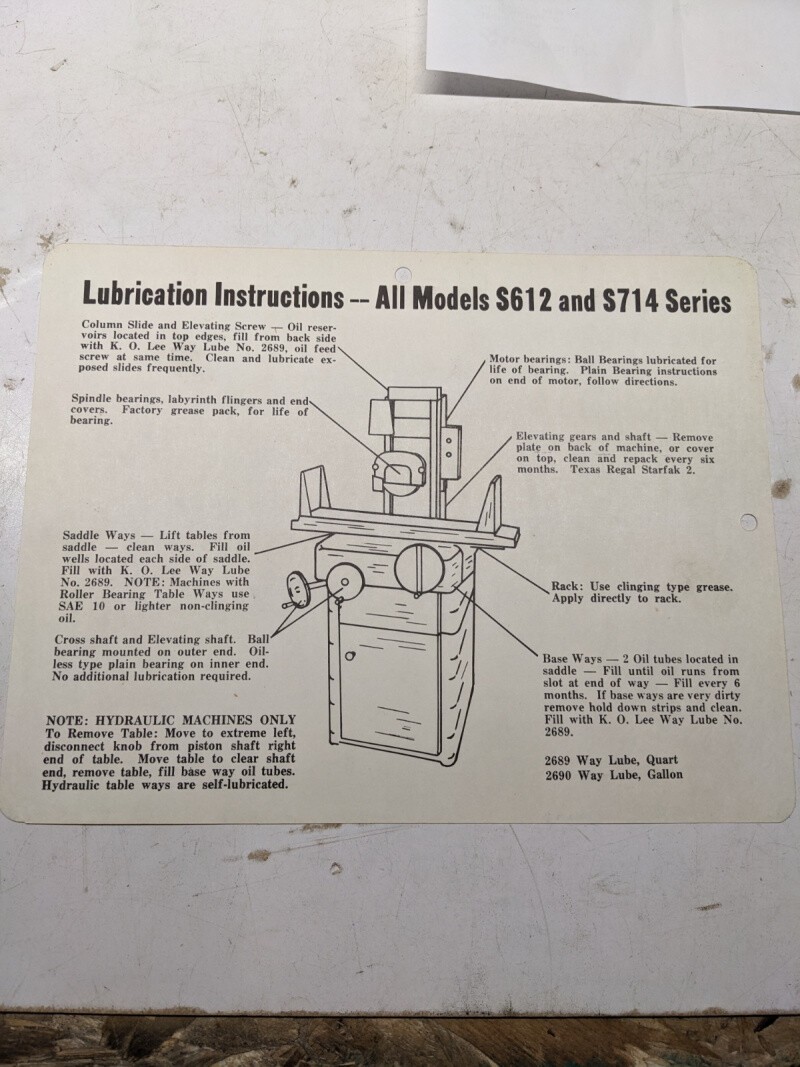 Lubrication Instructions -- All Models S612 and S714 Series
Column Slide and Elevating Screw — Oil reser-
voirs located in top edges, fill from back side
with K. O. Lee Way Lube No. 2689, oil feed
screw at same time. Clean and lubricate ex-
posed slides frequently.
Spindle bearings, labyrinth flingers and end
covers. Factory grease pack, for life of
bearing.
Saddle Ways — Lift tables from
saddle — clean ways. Fill oil
wells located each side of saddle.
Fill with K. O. Lee Way Lube
No. 2689. NOTE: Machines with
Roller Bearing Table Ways use
SAE 10 or lighter non-clinging
oil.
Cross shaft and Elevating shaft. Ball
bearing mounted on outer end. Oil-
less type plain bearing on inner end.
No additional lubrication required.
NOTE: HYDRAULIC MACHINES ONLY
To Remove Table: Move to extreme left,
disconnect knob from piston shaft right
end of table. Move table to clear shaft
end, remove table, fill base way oil tubes.
Hydraulic table ways are self-lubricated.
Motor bearings: Ball Bearings lubricated for
life of bearing. Plain Bearing instructions
on end of motor, follow directions.
Elevating gears and shaft — Remove
plate on back of machine, or cover
on top, clean and repack every six
months. Texas Regal Starfak 2.
Rack: Use clinging type grease.
Apply directly to rack.
Base Ways — 2 Oil tubes located in
saddle — Fill until oil runs from
slot at end of way — Fill every 6
months. If base ways are very dirty
remove hold down strips and clean.
Fill with K. O. Lee Way Lube No.
2689.
2689 Way Lube, Quart
2690 Way Lube, Gallon